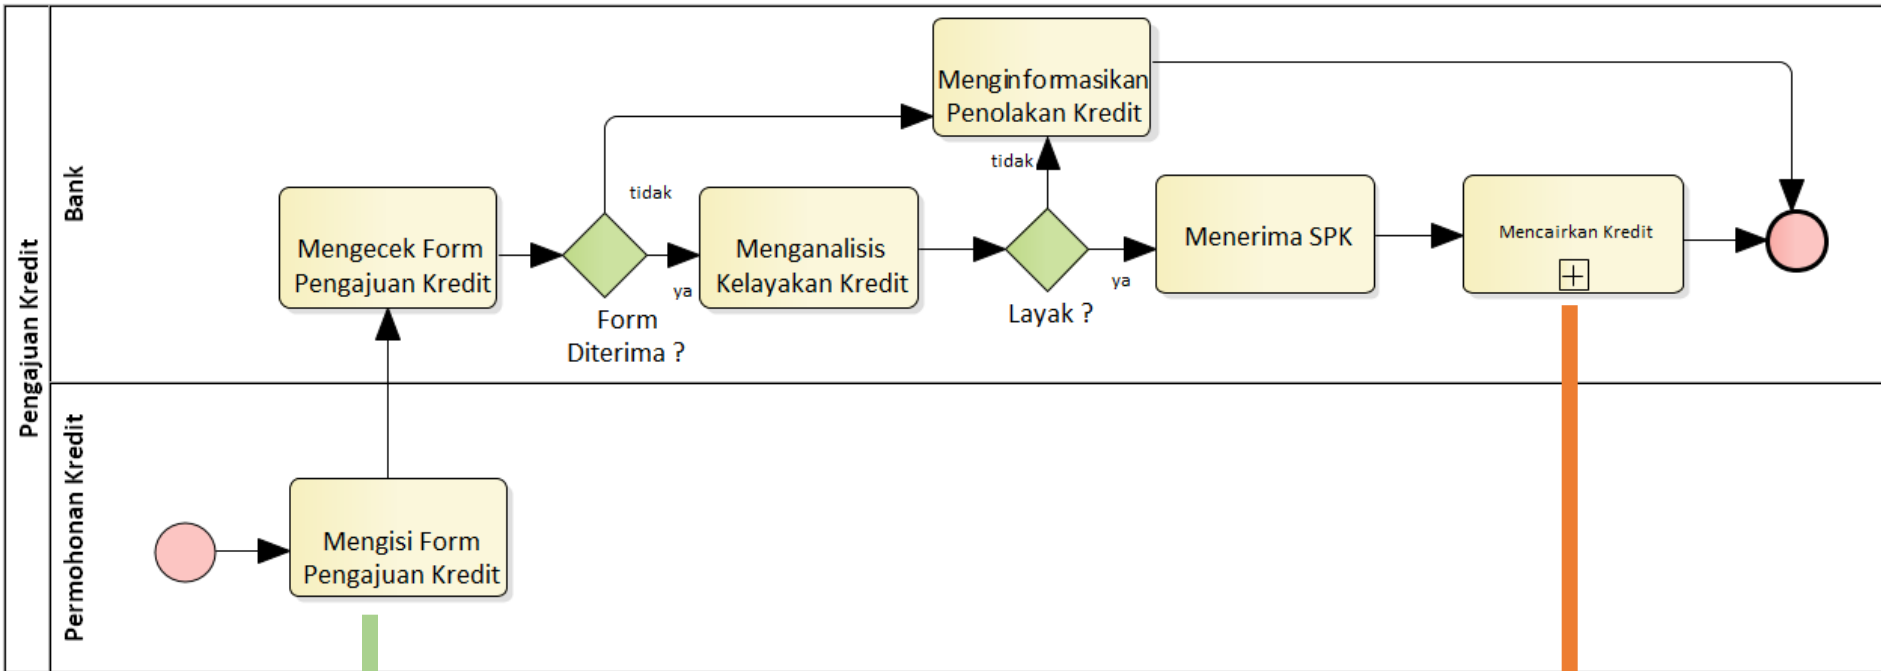 Pengajuan Kredit
Bank
Menginformasikan
Penolakan Kredit
tidak
tidak
Mengecek Form
Pengajuan Kredit
Menganalisis
Kelayakan Kredit
Menerima SPK
Mencairkan Kredit
ya
ya
Form
Diterima ?
Layak ?
Permohonan Kredit
Mengisi Form
Pengajuan Kredit